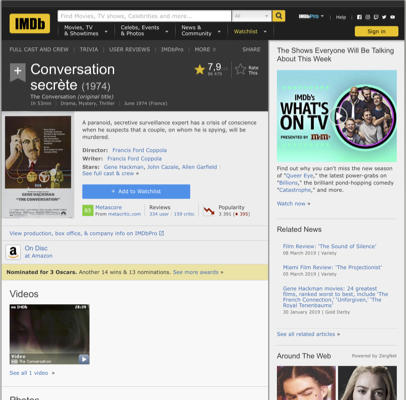 IMDb
Find Movies, TV shows, Celebrities and more...
All
IMDbPro
Help
Movies, TV
& Showtimes
Celebs, Events
& Photos
News &
Community
Watchlist
Sign in
FULL CAST AND CREW | TRIVIA | USER REVIEWS | IMDbPro | MORE
SHARE
Conversation
secrète (1974)
The Conversation (original title)
1h 53min | Drama, Mystery, Thriller | June 1974 (France)
7,9
Rate
This
A paranoid, secretive surveillance expert has a crisis of conscience
when he suspects that a couple, on whom he is spying, will be
murdered.
Director: Francis Ford Coppola
Writer: Francis Ford Coppola
Stars: Gene Hackman, John Cazale, Allen Garfield |
See full cast & crew »
+ Add to Watchlist
GENE HACKMAN
"THE CONVERSATION"
Metascore
From metacritic.com
Reviews
334 user | 159 critic
Popularity
View production, box office, & company info on IMDbPro
On Disc
at Amazon
Nominated for 3 Oscars. Another 14 wins & 13 nominations. See more awards »
Videos
Video
The Conversation
See all 1 video »
Photos
The Shows Everyone Will Be Talking
About This Week
IMDb's
WHAT'S
ON TV
PRESENTED BY m&m's
Find out why you can't miss the new season
of "Queer Eye," the latest power-grabs on
"Billions," the brilliant pond-hopping comedy
"Catastrophe," and more.
Watch now »
Related News
Film Review: 'The Sound of Silence'
08 March 2019 | Variety
Miami Film Review: 'The Projectionist'
05 March 2019 | Variety
Gene Hackman movies: 24 greatest
films, ranked worst to best, include 'The
French Connection,' 'Unforgiven,' 'The
Royal Tenenbaums'
30 January 2019 | Gold Derby
See all related articles »
Around The Web
Powered by ZergNet